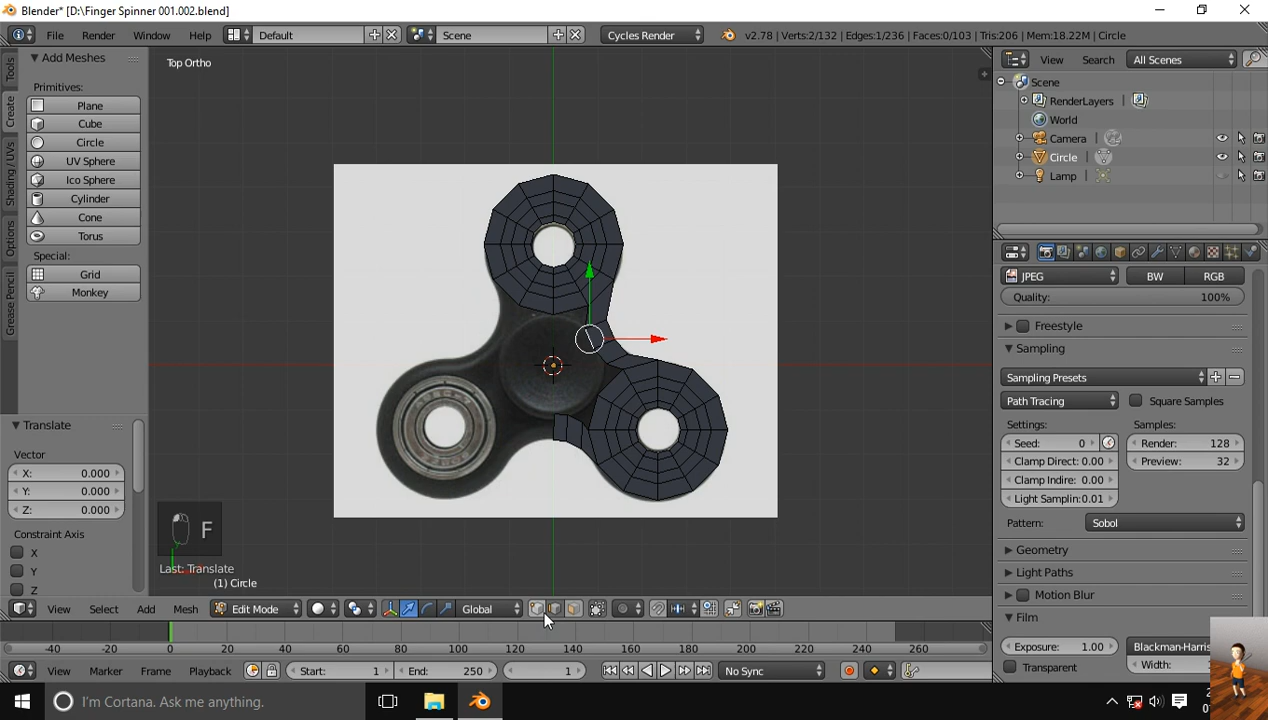 Blender* [D:\Finger Spinner 001.002.blend]
File Render Window Help Default Scene Cycles Render v2.78 | Verts:2/132 | Edges:1/236 | Faces:0/103 | Tris:206 | Mem:18.22M | Circle
Tools
Create
Shading / UVs
Options
Grease Pencil
Add Meshes
Primitives:
Plane
Cube
Circle
UV Sphere
Ico Sphere
Cylinder
Cone
Torus
Special:
Grid
Monkey
Translate
Vector
X: 0.000
Y: 0.000
Z: 0.000
Constraint Axis
X
Y
Z
Top Ortho
F
Last: Translate
(1) Circle
View Select Add Mesh Edit Mode Global
-40 -20 0 20 40 60 80 100 120 140 160 180 200 220 240 260
View Marker Frame Playback Start: 1 End: 250 1 No Sync
View Search All Scenes
Scene
RenderLayers
World
Camera
Circle
Lamp
JPEG BW RGB
Quality: 100%
Freestyle
Sampling
Sampling Presets
Path Tracing Square Samples
Settings: Samples:
Seed: 0 Render: 128
Clamp Direct: 0.00 Preview: 32
Clamp Indire: 0.00
Light Samplin:0.01
Pattern: Sobol
Geometry
Light Paths
Motion Blur
Film
Exposure: 1.00 Blackman-Harris
Transparent Width:
I'm Cortana. Ask me anything.